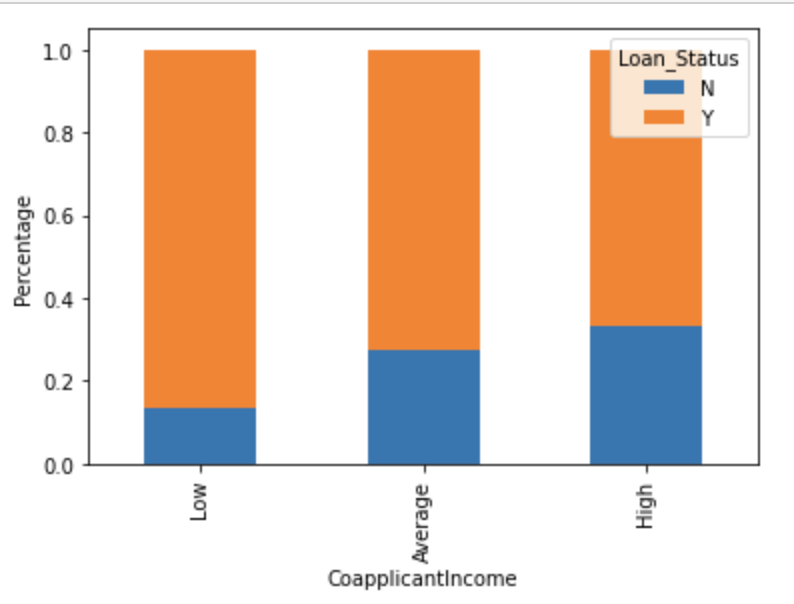 Loan_Status
N
Y
1.0
0.8
0.6
0.4
0.2
0.0
Percentage
Low
Average
High
CoapplicantIncome